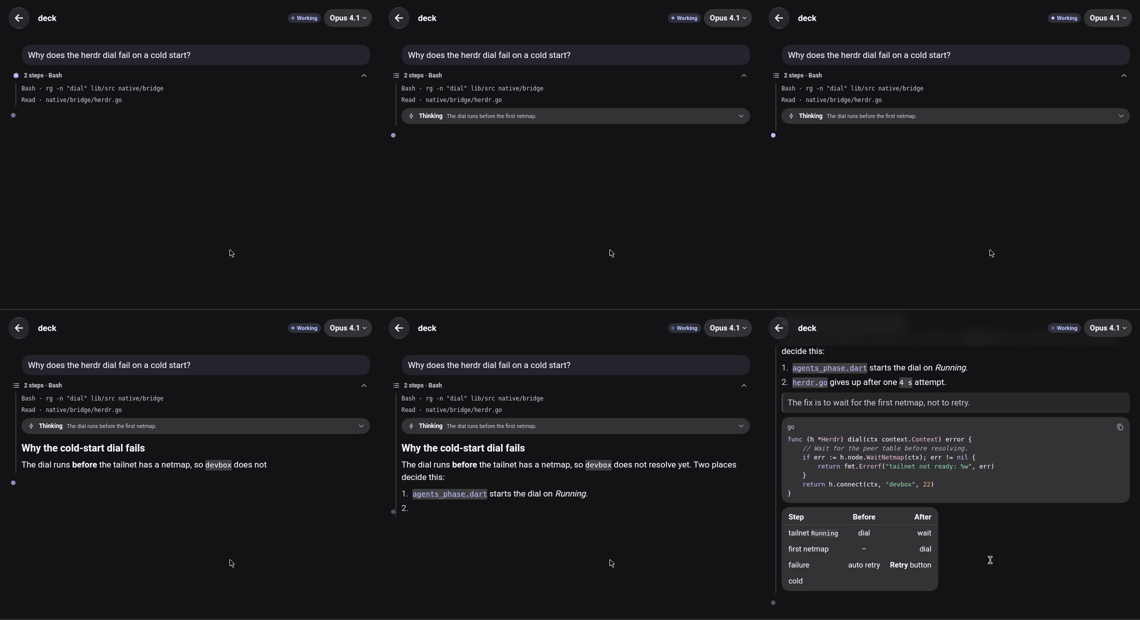 deck
Working
Opus 4.1
Why does the herdr dial fail on a cold start?
2 steps · Bash
Bash · rg -n "dial" lib/src native/bridge
Read · native/bridge/herdr.go
deck
Working
Opus 4.1
Why does the herdr dial fail on a cold start?
2 steps · Bash
Bash · rg -n "dial" lib/src native/bridge
Read · native/bridge/herdr.go
Thinking The dial runs before the first netmap.
deck
Working
Opus 4.1
Why does the herdr dial fail on a cold start?
2 steps · Bash
Bash · rg -n "dial" lib/src native/bridge
Read · native/bridge/herdr.go
Thinking The dial runs before the first netmap.
deck
Working
Opus 4.1
Why does the herdr dial fail on a cold start?
2 steps · Bash
Bash · rg -n "dial" lib/src native/bridge
Read · native/bridge/herdr.go
Thinking The dial runs before the first netmap.
Why the cold-start dial fails
The dial runs before the tailnet has a netmap, so devbox does not
deck
Working
Opus 4.1
Why does the herdr dial fail on a cold start?
2 steps · Bash
Bash · rg -n "dial" lib/src native/bridge
Read · native/bridge/herdr.go
Thinking The dial runs before the first netmap.
Why the cold-start dial fails
The dial runs before the tailnet has a netmap, so devbox does not resolve yet. Two places
decide this:
1. agents_phase.dart starts the dial on Running.
2.
deck
Working
Opus 4.1
decide this:
1. agents_phase.dart starts the dial on Running.
2. herdr.go gives up after one 4 s attempt.
The fix is to wait for the first netmap, not to retry.
go
func (h *Herdr) dial(ctx context.Context) error {
// Wait for the peer table before resolving.
if err := h.node.WaitNetmap(ctx); err != nil {
return fmt.Errorf("tailnet not ready: %w", err)
}
return h.connect(ctx, "devbox", 22)
}
Step Before After
tailnet Running dial wait
first netmap – dial
failure auto retry Retry button
cold